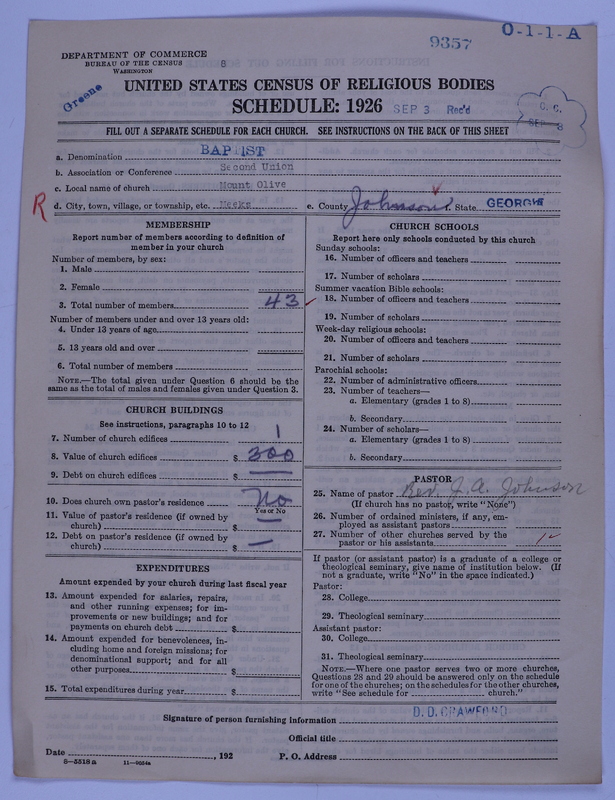 9357
O-1-1-A
DEPARTMENT OF COMMERCE
BUREAU OF THE CENSUS
WASHINGTON
8
Greene
UNITED STATES CENSUS OF RELIGIOUS BODIES
SCHEDULE: 1926
SEP 3 Rec'd
C. C.
SEP 8
FILL OUT A SEPARATE SCHEDULE FOR EACH CHURCH. SEE INSTRUCTIONS ON THE BACK OF THIS SHEET
a. Denomination BAPTIST
b. Association or Conference Second Union
c. Local name of church Mount Olive
R d. City, town, village, or township, etc. Meeks e. County Johnson f. State GEORGIA
MEMBERSHIP
Report number of members according to definition of
member in your church
Number of members, by sex:
1. Male
2. Female
3. Total number of members 43
Number of members under and over 13 years old:
4. Under 13 years of age
5. 13 years old and over
6. Total number of members
NOTE.—The total given under Question 6 should be the
same as the total of males and females given under Question 3.
CHURCH BUILDINGS
See instructions, paragraphs 10 to 12
7. Number of church edifices 1
8. Value of church edifices $ 300
9. Debt on church edifices $
10. Does church own pastor's residence No
Yes or No
11. Value of pastor's residence (if owned by
church) $ —
12. Debt on pastor's residence (if owned by
church) $ —
EXPENDITURES
Amount expended by your church during last fiscal year
13. Amount expended for salaries, repairs,
and other running expenses; for im-
provements or new buildings; and for
payments on church debt $
14. Amount expended for benevolences, in-
cluding home and foreign missions; for
denominational support; and for all
other purposes $
15. Total expenditures during year $
CHURCH SCHOOLS
Report here only schools conducted by this church
Sunday schools:
16. Number of officers and teachers
17. Number of scholars
Summer vacation Bible schools:
18. Number of officers and teachers
19. Number of scholars
Week-day religious schools:
20. Number of officers and teachers
21. Number of scholars
Parochial schools:
22. Number of administrative officers
23. Number of teachers—
a. Elementary (grades 1 to 8)
b. Secondary
24. Number of scholars—
a. Elementary (grades 1 to 8)
b. Secondary
PASTOR
25. Name of pastor Rev. J. A. Johnson
(If church has no pastor, write "None")
26. Number of ordained ministers, if any, em-
ployed as assistant pastors
27. Number of other churches served by the
pastor or his assistants 1
If pastor (or assistant pastor) is a graduate of a college or
theological seminary, give name of institution below. (If
not a graduate, write "No" in the space indicated.)
Pastor:
28. College
29. Theological seminary
Assistant pastor:
30. College
31. Theological seminary
NOTE.—Where one pastor serves two or more churches,
Questions 28 and 29 should be answered only on the schedule
for one of the churches; on the schedules for the other churches,
write "See schedule for church."
Signature of person furnishing information D. D. CRAWFORD
Official title
Date , 192 P. O. Address
8-5518 a 11-9034a